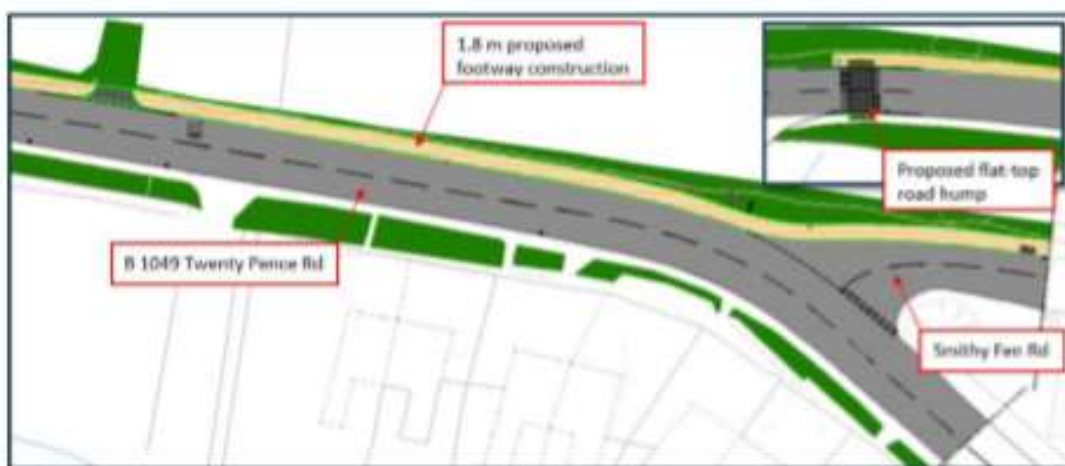 1.8 m proposed
footway construction
Proposed flat-top
road hump
B 1049 Twenty Pence Rd
Smithy Fen Rd